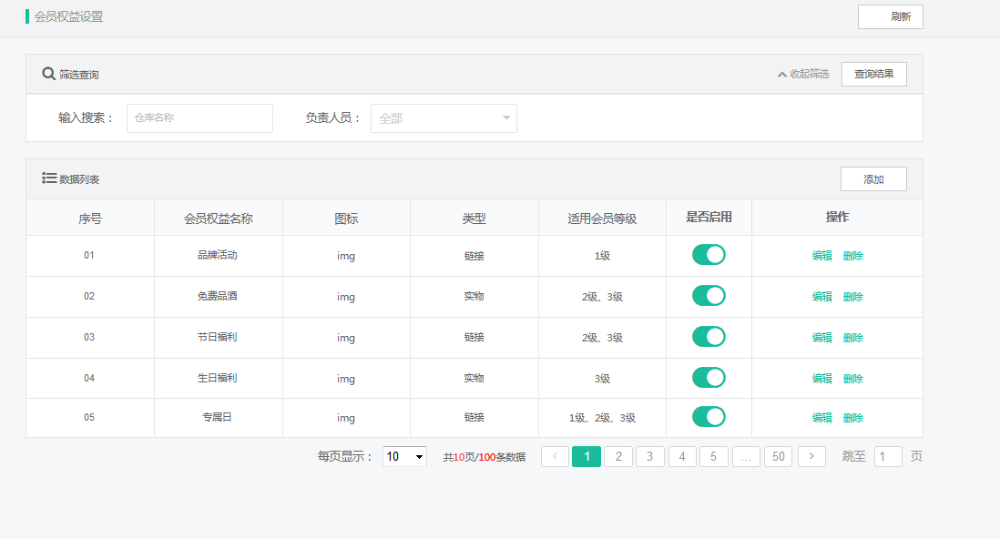 会员权益设置 刷新
筛选查询 收起筛选 查询结果
输入搜索： 仓库名称 负责人员： 全部
数据列表 添加
序号 会员权益名称 图标 类型 适用会员等级 是否启用 操作
01 品牌活动 img 链接 1级 编辑 删除
02 免费品酒 img 实物 2级、3级 编辑 删除
03 节日福利 img 链接 2级、3级 编辑 删除
04 生日福利 img 实物 3级 编辑 删除
05 专属日 img 链接 1级、2级、3级 编辑 删除
每页显示： 10 共10页/100条数据 < 1 2 3 4 5 ... 50 > 跳至 1 页